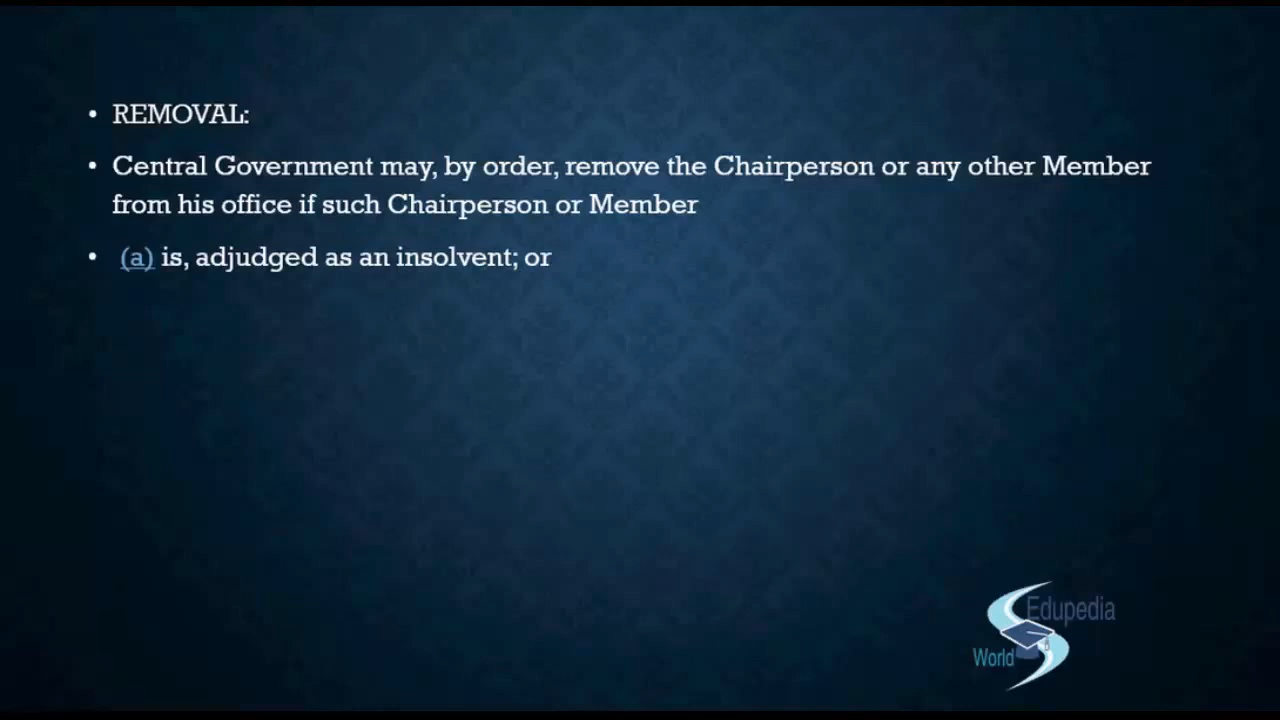 • REMOVAL:
• Central Government may, by order, remove the Chairperson or any other Member
from his office if such Chairperson or Member
• (a) is, adjudged as an insolvent; or
Edupedia
World